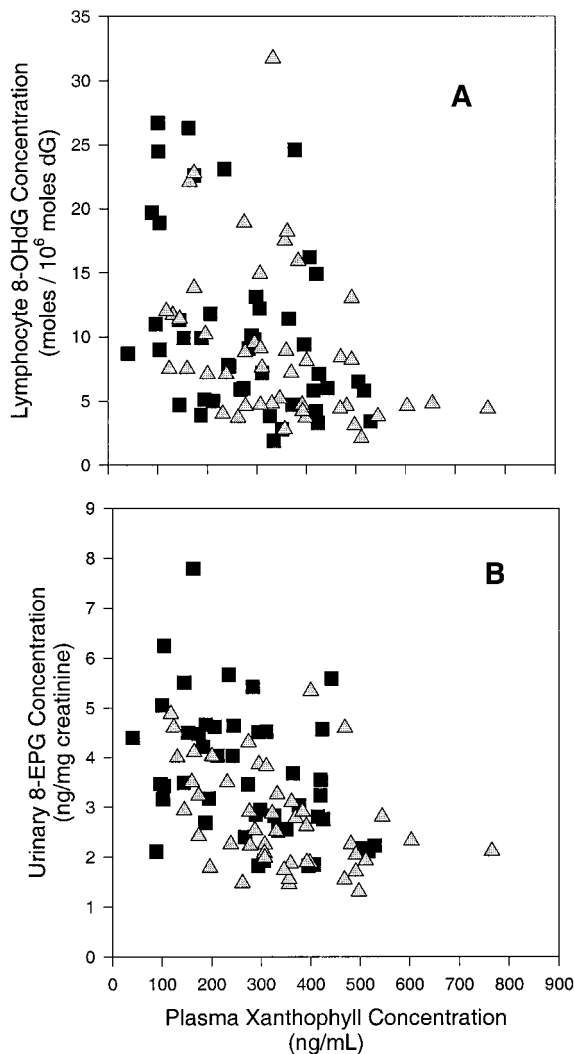 35
30
25
20
15
10
5
0
Lymphocyte 8-OHdG Concentration
(moles / 10⁶ moles dG)
A
9
8
7
6
5
4
3
2
1
0
Urinary 8-EPG Concentration
(ng/mg creatinine)
B
0 100 200 300 400 500 600 700 800 900
Plasma Xanthophyll Concentration
(ng/mL)